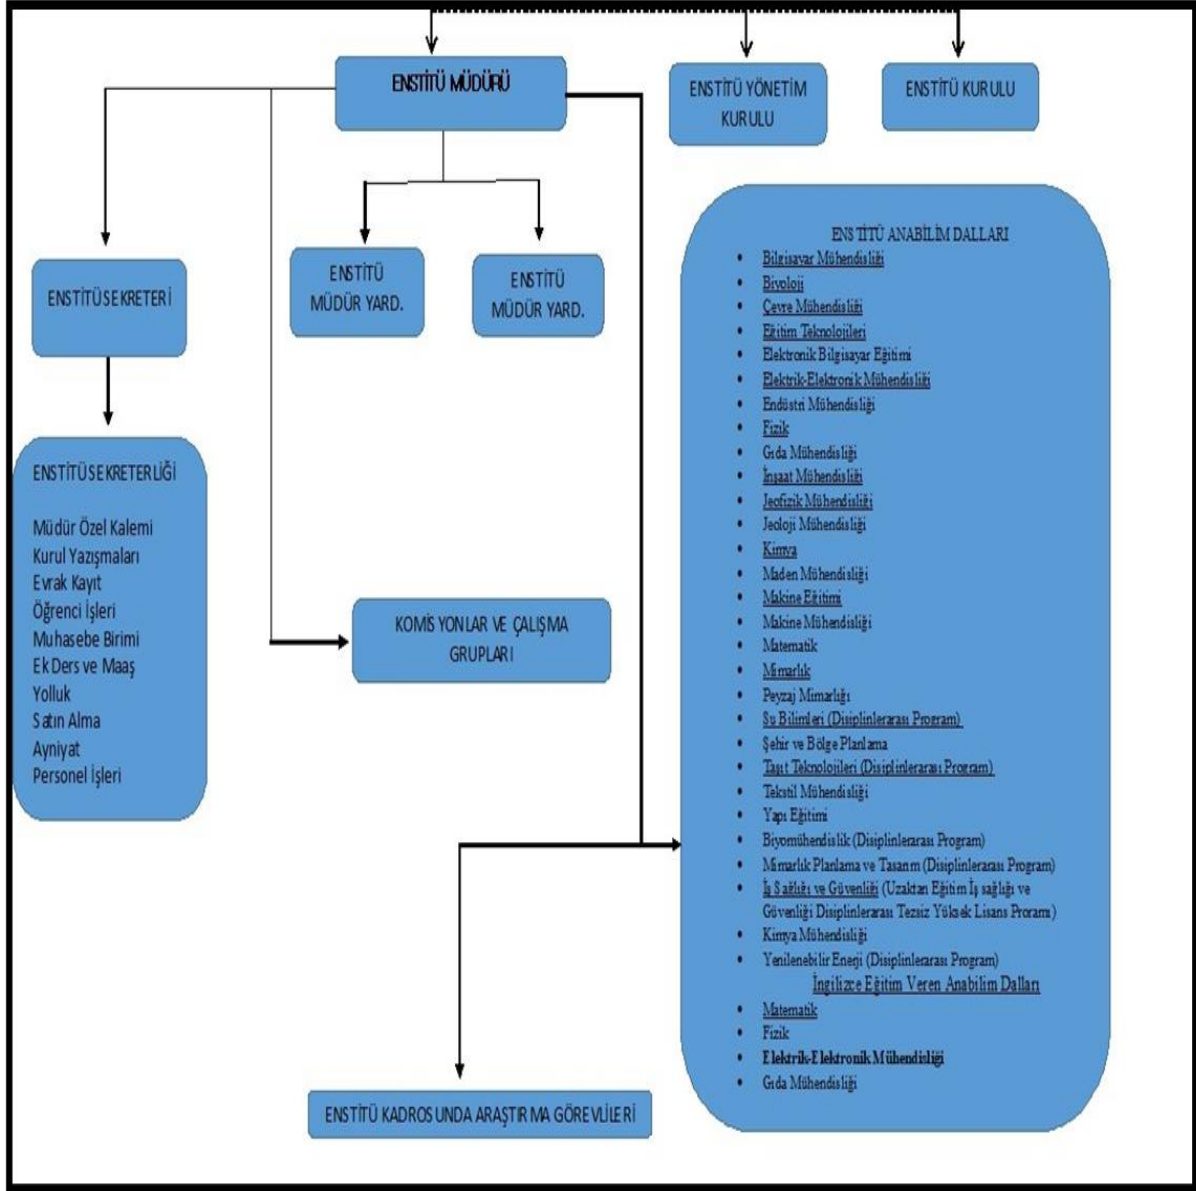 ENSTİTÜ MÜDÜRÜ
ENSTİTÜ YÖNETİM
KURULU
ENSTİTÜ KURULU
ENSTİTÜ SEKRETERİ
ENSTİTÜ
MÜDÜR YARD.
ENSTİTÜ
MÜDÜR YARD.
ENSTİTÜ SEKRETERLİĞİ
Müdür Özel Kalemi
Kurul Yazışmaları
Evrak Kayıt
Öğrenci İşleri
Muhasebe Birimi
Ek Ders ve Maaş
Yolluk
Satın Alma
Ayniyat
Personel İşleri
KOMİSYONLAR VE ÇALIŞMA
GRUPLARI
ENSTİTÜ ANABİLİM DALLARI
• Bilgisayar Mühendisliği
• Biyoloji
• Çevre Mühendisliği
• Eğitim Teknolojileri
• Elektronik Bilgisayar Eğitimi
• Elektrik-Elektronik Mühendisliği
• Endüstri Mühendisliği
• Fizik
• Gıda Mühendisliği
• İnşaat Mühendisliği
• Jeofizik Mühendisliği
• Jeoloji Mühendisliği
• Kimya
• Maden Mühendisliği
• Makine Eğitimi
• Makine Mühendisliği
• Matematik
• Mimarlık
• Peyzaj Mimarlığı
• Su Bilimleri (Disiplinlerarası Program)
• Şehir ve Bölge Planlama
• Taşıt Teknolojileri (Disiplinlerarası Program)
• Tekstil Mühendisliği
• Yapı Eğitimi
• Biyomühendislik (Disiplinlerarası Program)
• Mimarlık Planlama ve Tasarım (Disiplinlerarası Program)
• İş Sağlığı ve Güvenliği (Uzaktan Eğitim İş sağlığı ve
Güvenliği Disiplinlerarası Tezsiz Yüksek Lisans Proramı)
• Kimya Mühendisliği
• Yenilenebilir Enerji (Disiplinlerarası Program)
İngilizce Eğitim Veren Anabilim Dalları
• Matematik
• Fizik
• Elektrik-Elektronik Mühendisliği
• Gıda Mühendisliği
ENSTİTÜ KADROSUNDA ARAŞTIRMA GÖREVLİLERİ